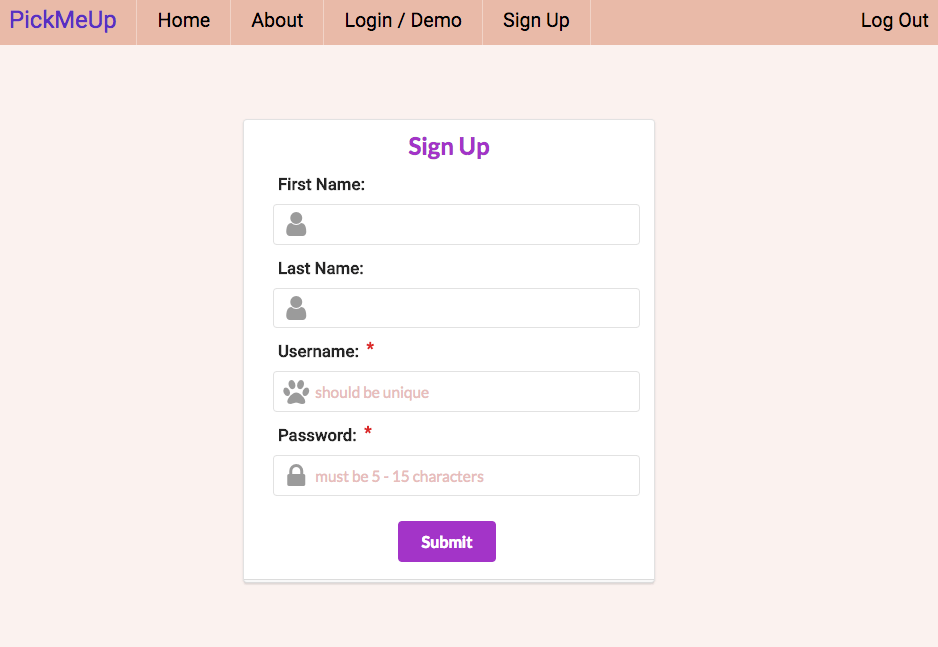 PickMeUp Home About Login / Demo Sign Up Log Out
Sign Up
First Name:
Last Name:
Username: *
should be unique
Password: *
must be 5 - 15 characters
Submit